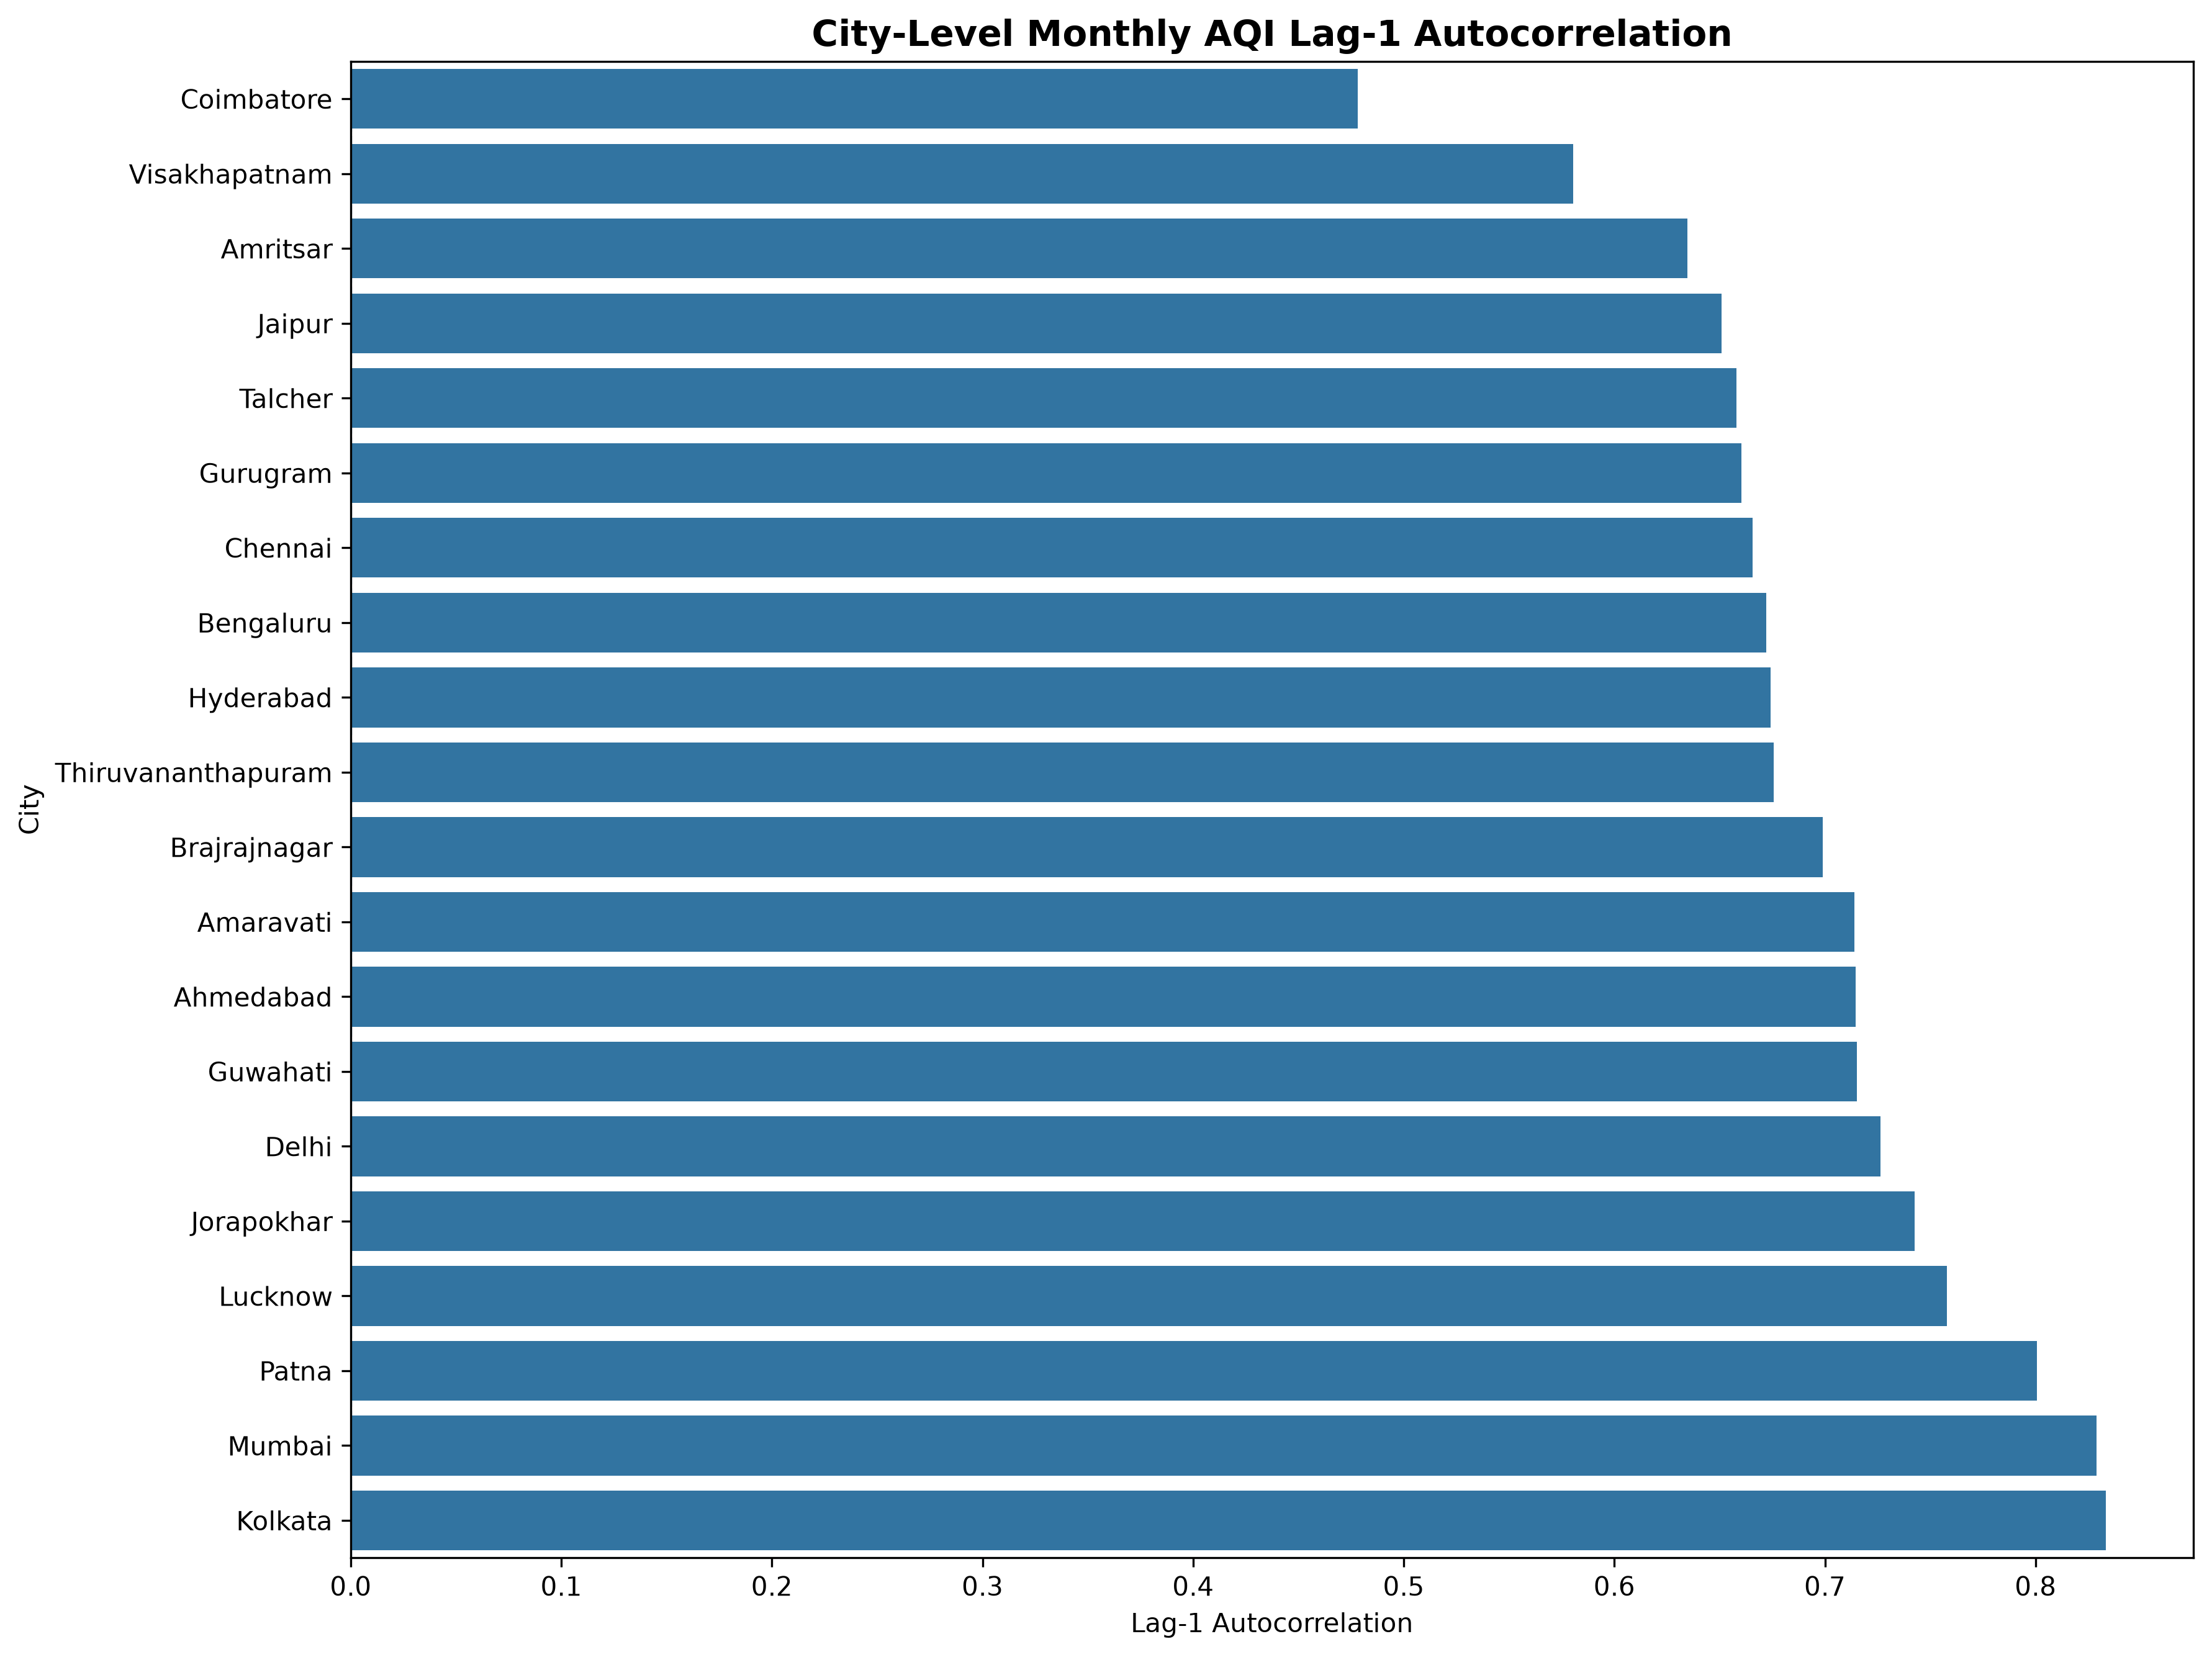 City-Level Monthly AQI Lag-1 Autocorrelation
City
Coimbatore
Visakhapatnam
Amritsar
Jaipur
Talcher
Gurugram
Chennai
Bengaluru
Hyderabad
Thiruvananthapuram
Brajrajnagar
Amaravati
Ahmedabad
Guwahati
Delhi
Jorapokhar
Lucknow
Patna
Mumbai
Kolkata
0.0 0.1 0.2 0.3 0.4 0.5 0.6 0.7 0.8
Lag-1 Autocorrelation